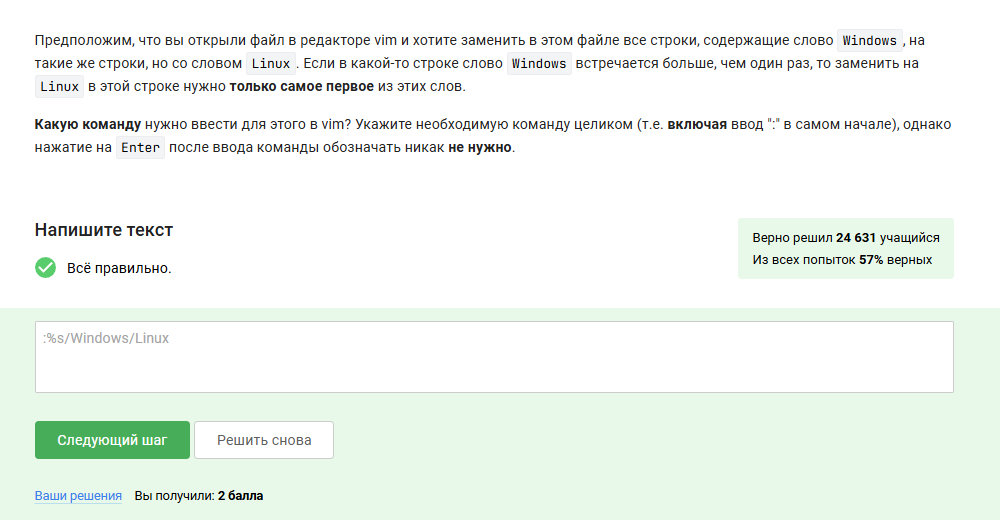 Предположим, что вы открыли файл в редакторе vim и хотите заменить в этом файле все строки, содержащие слово Windows, на
такие же строки, но со словом Linux. Если в какой-то строке слово Windows встречается больше, чем один раз, то заменить на
Linux в этой строке нужно только самое первое из этих слов.
Какую команду нужно ввести для этого в vim? Укажите необходимую команду целиком (т.е. включая ввод ":" в самом начале), однако
нажатие на Enter после ввода команды обозначать никак не нужно.
Напишите текст
Верно решил 24 631 учащийся
Из всех попыток 57% верных
Всё правильно.
:%s/Windows/Linux
Следующий шаг Решить снова
Ваши решения Вы получили: 2 балла